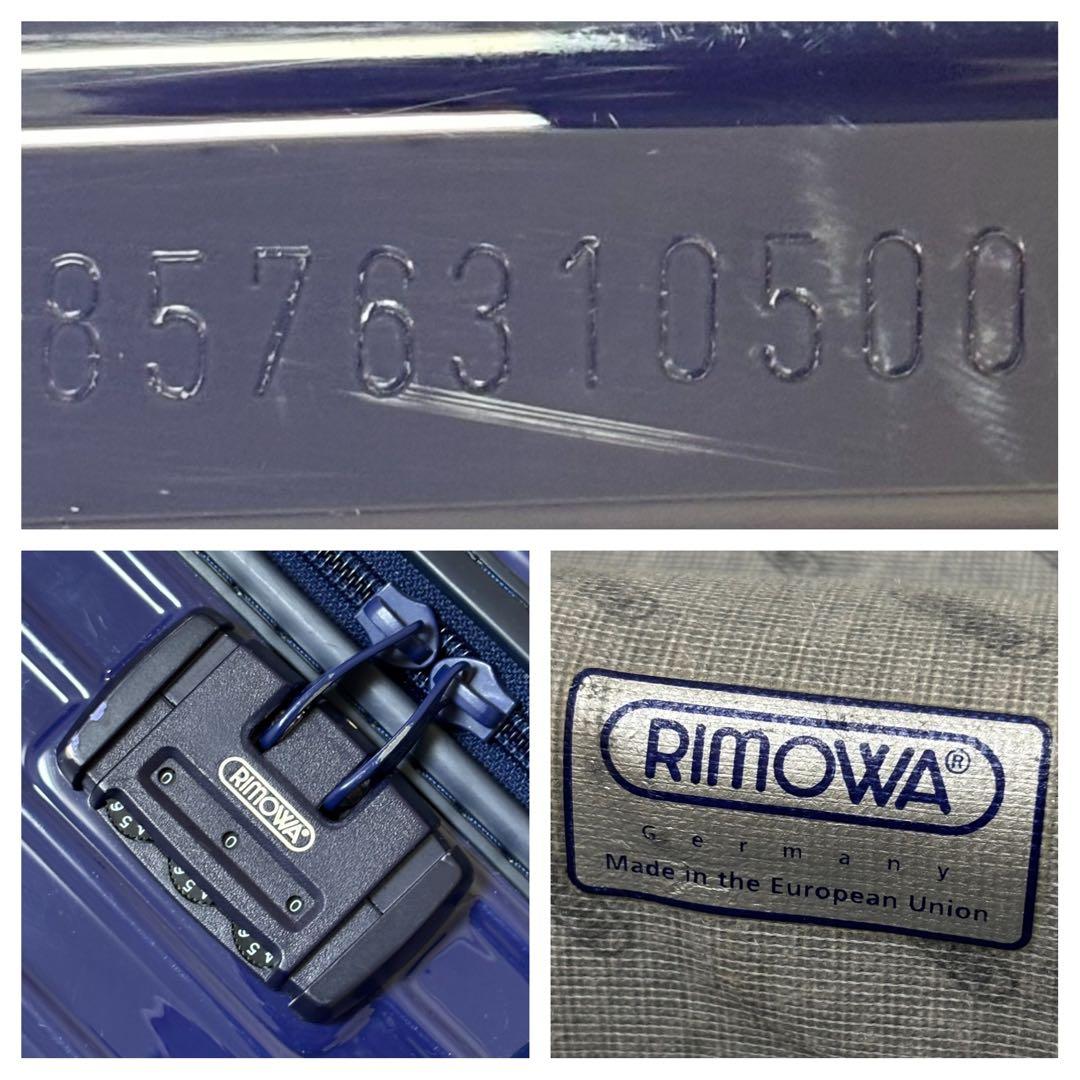 8576310500
RIMOWA®
0
0
0
RIMOWA®
Germany
Made in the European Union